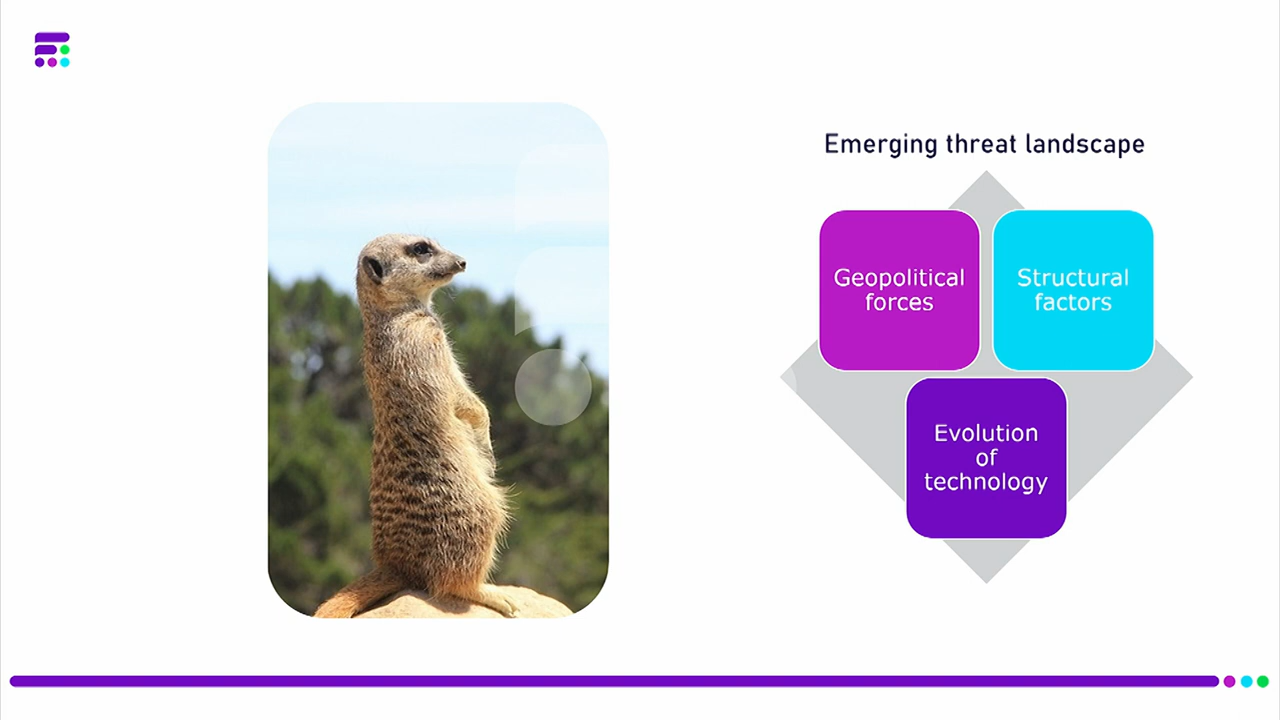 Emerging threat landscape
Geopolitical
forces
Structural
factors
Evolution
of
technology